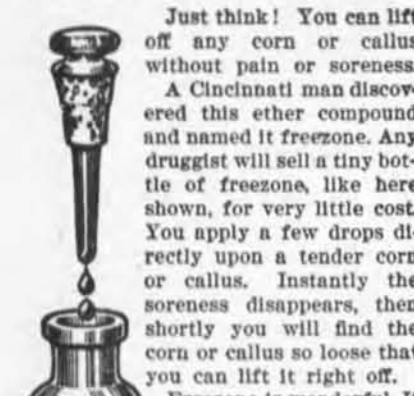 Just think! You can lift
off any corn or callus
without pain or soreness.
A Cincinnati man discov-
ered this ether compound
and named it freezone. Any
druggist will sell a tiny bot-
tle of freezone, like here
shown, for very little cost.
You apply a few drops di-
rectly upon a tender corn
or callus. Instantly the
soreness disappears, then
shortly you will find the
corn or callus so loose that
you can lift it right off.
Freezone is wonderful.